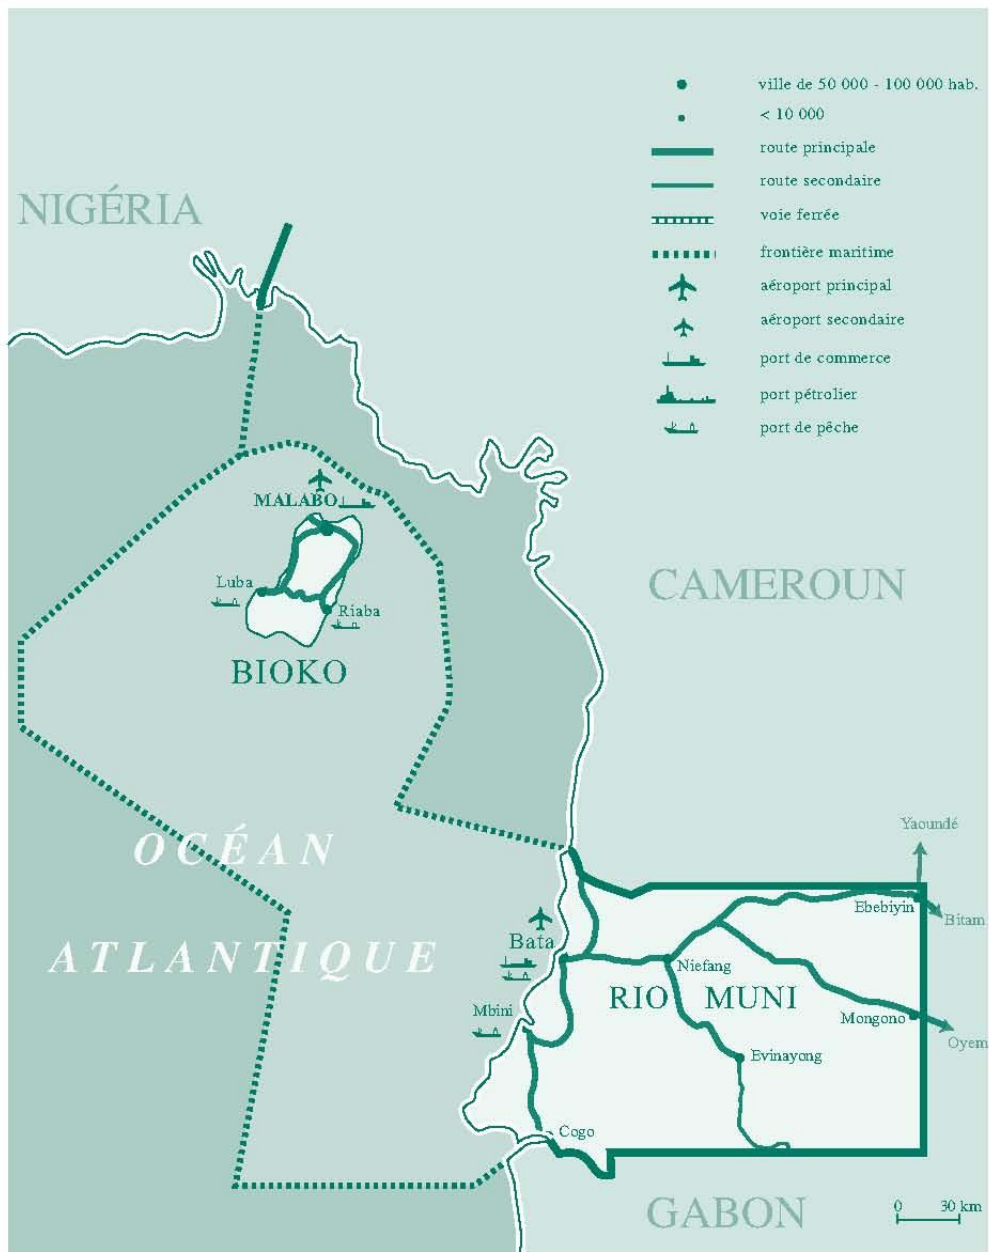 ville de 50 000 - 100 000 hab.
< 10 000
route principale
route secondaire
voie ferrée
frontière maritime
aéroport principal
aéroport secondaire
port de commerce
port pétrolier
port de pêche
NIGÉRIA
MALABO
Luba
Riaba
BIOKO
CAMEROUN
OCÉAN
ATLANTIQUE
Yaoundé
Ebebiyin
Bitam
Bata
Niefang
RIO MUNI
Mbini
Mongono
Oyem
Evinayong
Cogo
GABON
0 30 km